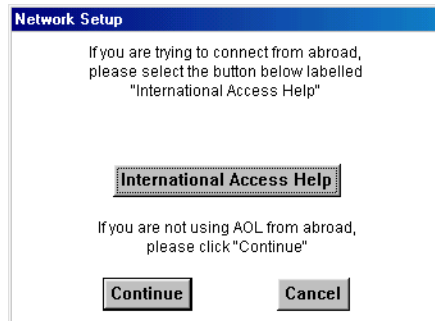 Network Setup
If you are trying to connect from abroad,
please select the button below labelled
"International Access Help"
International Access Help
If you are not using AOL from abroad,
please click "Continue"
Continue
Cancel